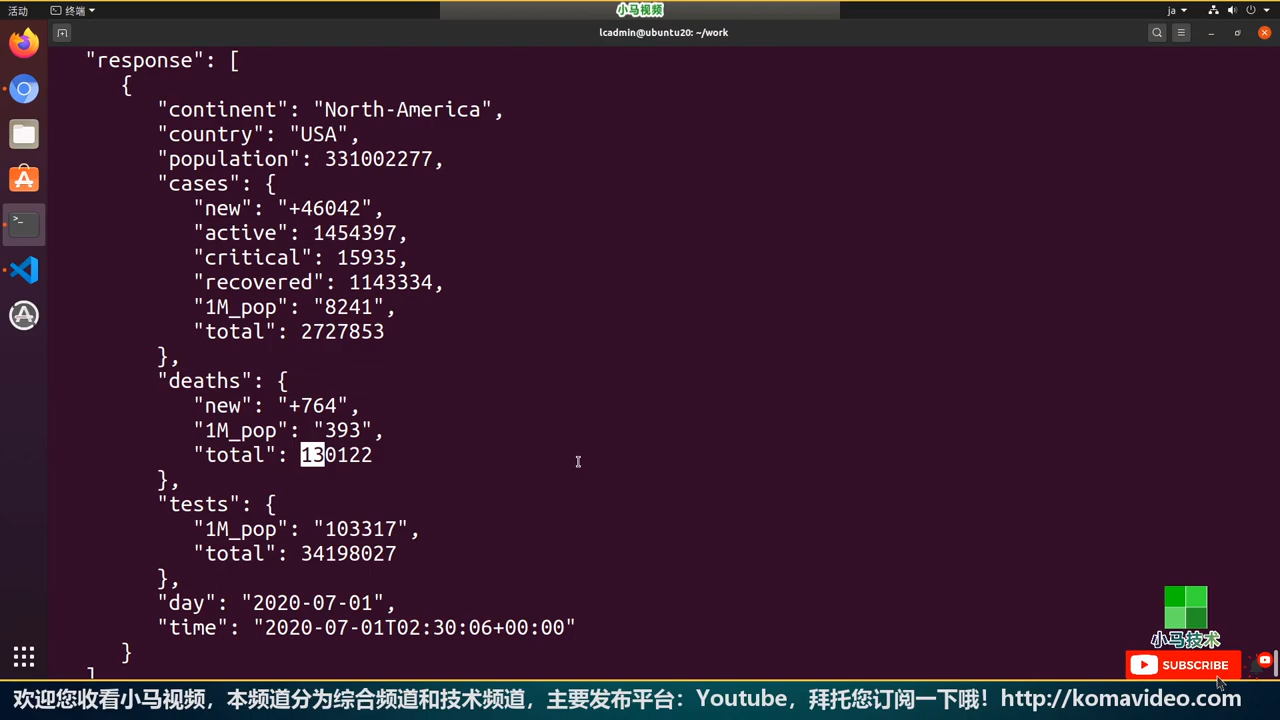 活动
终端
小马视频
ja
lcadmin@ubuntu20: ~/work
"response": [
{
"continent": "North-America",
"country": "USA",
"population": 331002277,
"cases": {
"new": "+46042",
"active": 1454397,
"critical": 15935,
"recovered": 1143334,
"1M_pop": "8241",
"total": 2727853
},
"deaths": {
"new": "+764",
"1M_pop": "393",
"total": 130122
},
"tests": {
"1M_pop": "103317",
"total": 34198027
},
"day": "2020-07-01",
"time": "2020-07-01T02:30:06+00:00"
}
]
小马技术
SUBSCRIBE
欢迎您收看小马视频，本频道分为综合频道和技术频道，主要发布平台：Youtube，拜托您订阅一下哦！http://komavideo.com